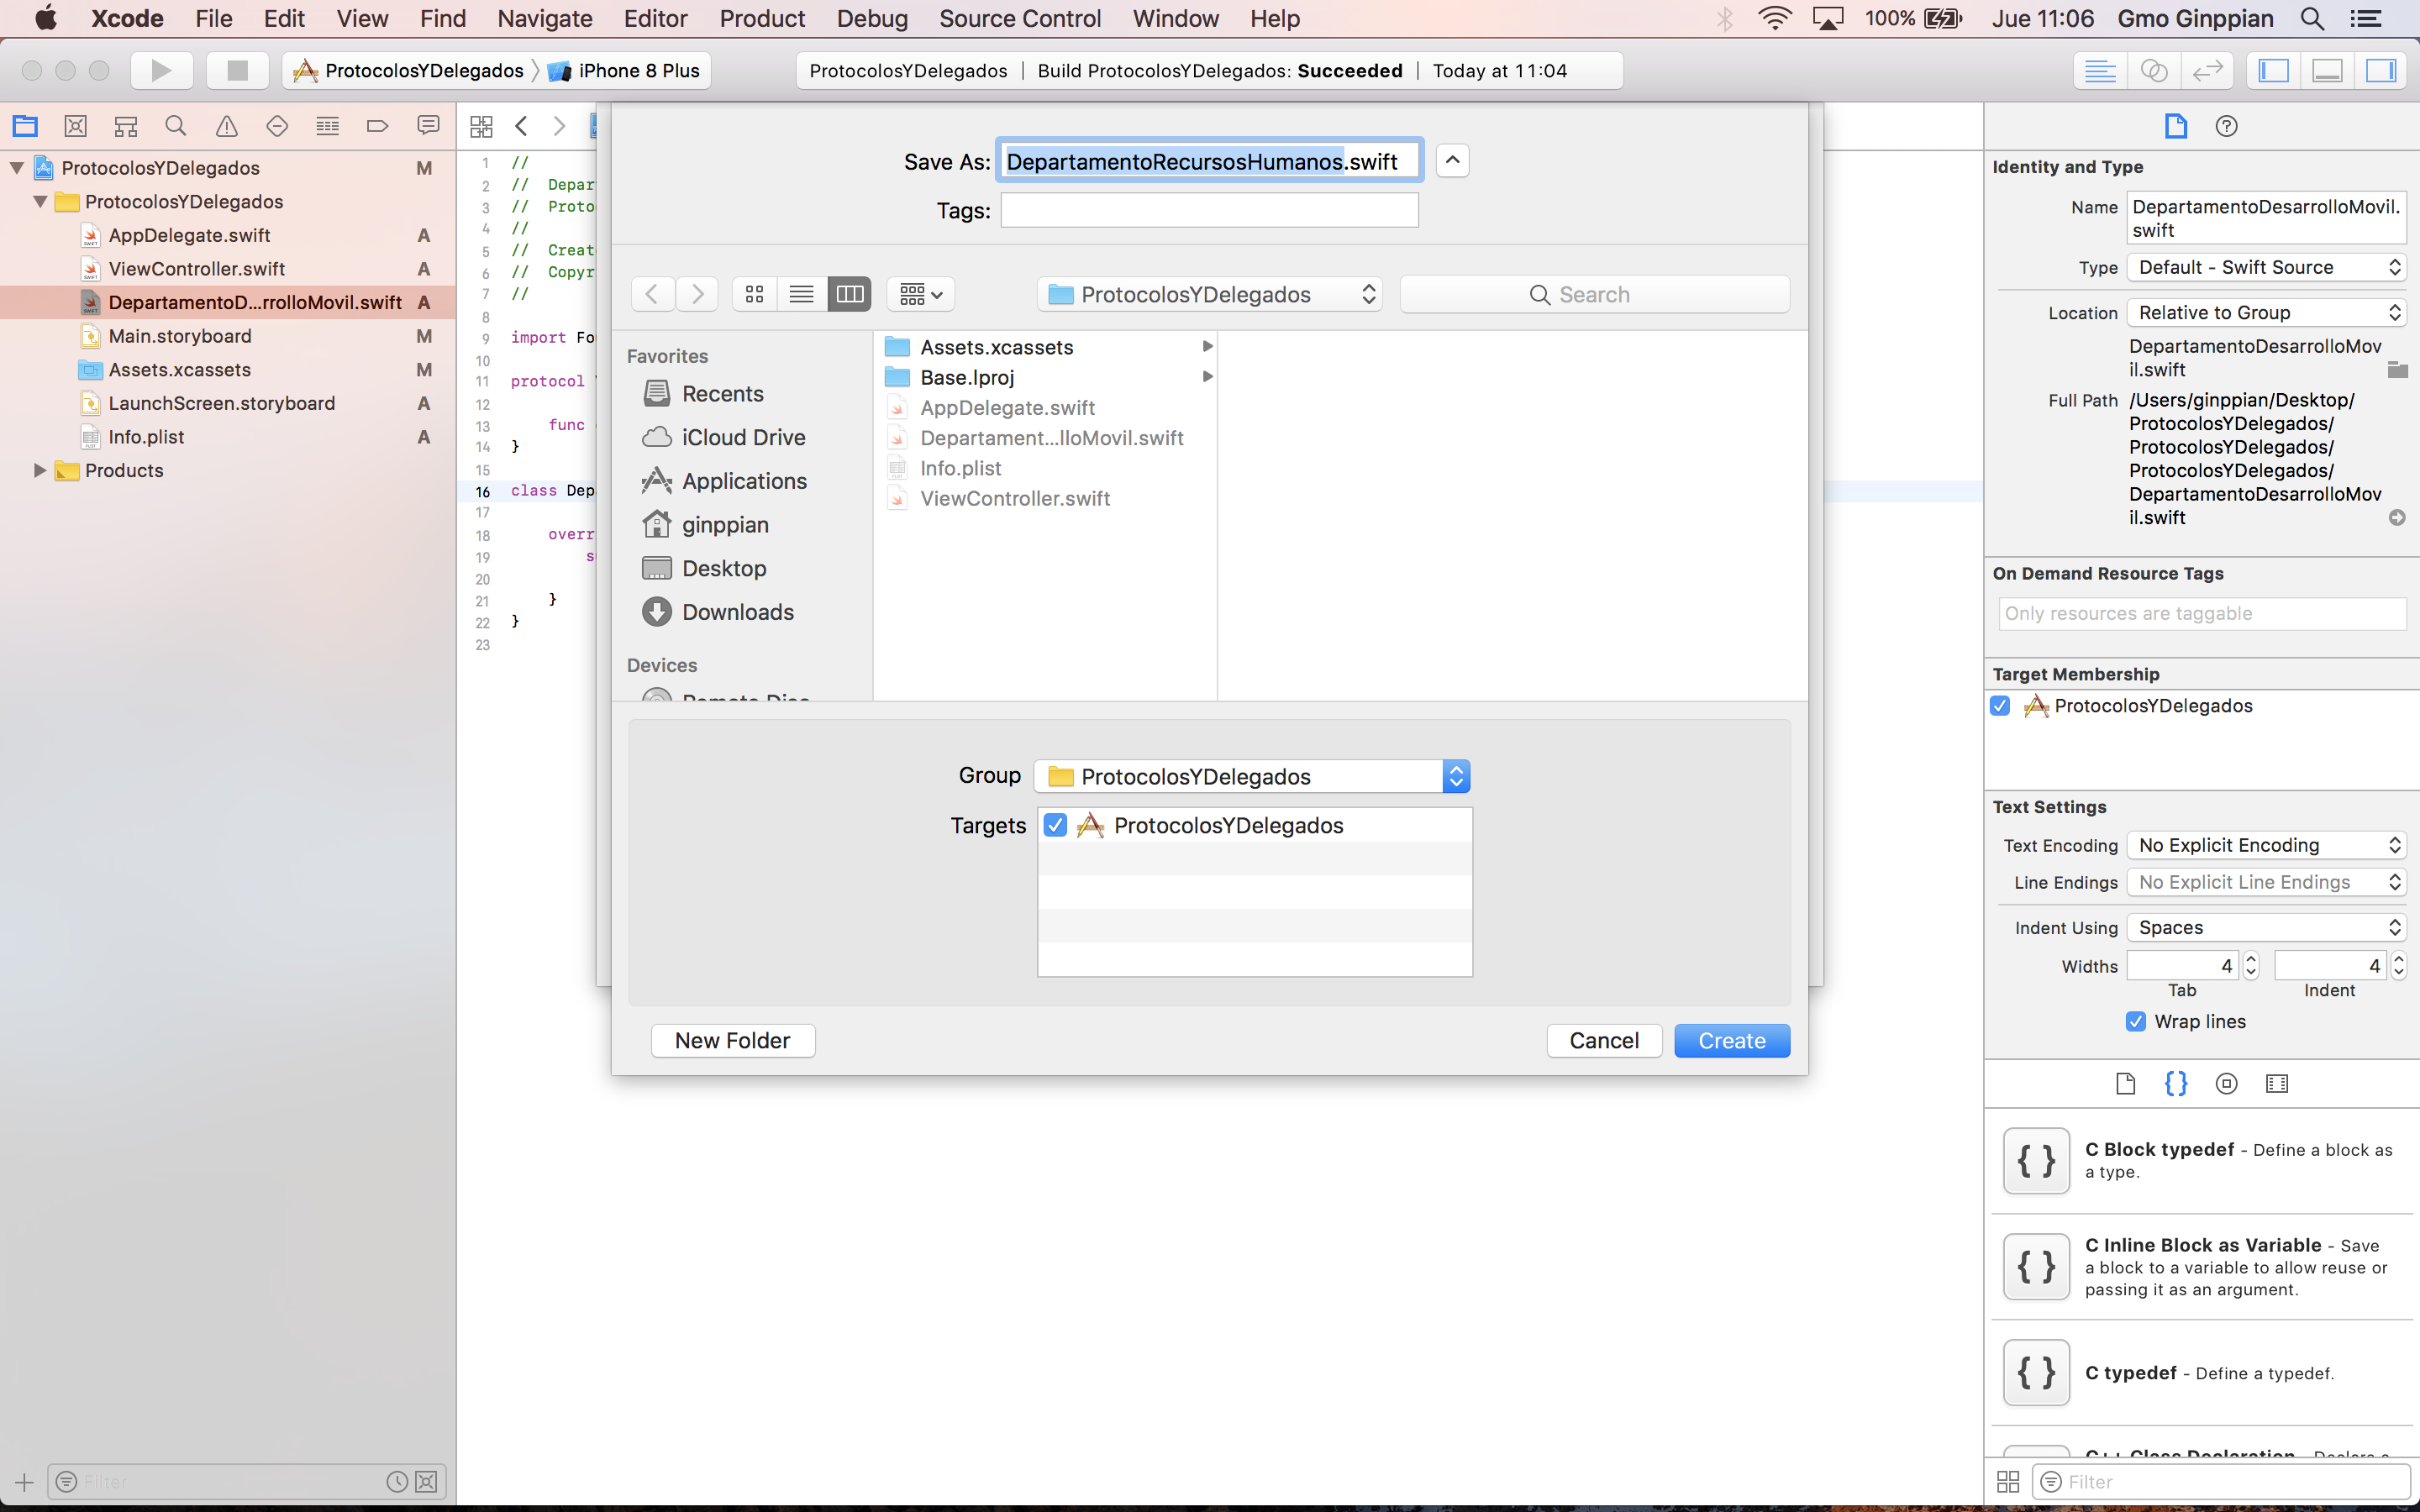 Xcode File Edit View Find Navigate Editor Product Debug Source Control Window Help 100% Jue 11:06 Gmo Ginppian
ProtocolosYDelegados iPhone 8 Plus ProtocolosYDelegados Build ProtocolosYDelegados: Succeeded Today at 11:04
ProtocolosYDelegados M
ProtocolosYDelegados
AppDelegate.swift A
ViewController.swift A
DepartamentoD...rrolloMovil.swift A
Main.storyboard M
Assets.xcassets M
LaunchScreen.storyboard A
Info.plist A
Products
Filter
1 //
2 // Depar
3 // Proto
4 //
5 // Creat
6 // Copyr
7 //
8
9 import Fo
10
11 protocol
12
13 func
14 }
15
16 class Dep
17
18 overr
19 s
20
21 }
22 }
23
Save As: DepartamentoRecursosHumanos.swift
Tags:
ProtocolosYDelegados Search
Favorites
Recents
iCloud Drive
Applications
ginppian
Desktop
Downloads
Devices
Remote Disc
Assets.xcassets
Base.lproj
AppDelegate.swift
Departament...lloMovil.swift
Info.plist
ViewController.swift
Group ProtocolosYDelegados
Targets ProtocolosYDelegados
New Folder Cancel Create
Identity and Type
Name DepartamentoDesarrolloMovil.
swift
Type Default - Swift Source
Location Relative to Group
DepartamentoDesarrolloMov
il.swift
Full Path /Users/ginppian/Desktop/
ProtocolosYDelegados/
ProtocolosYDelegados/
ProtocolosYDelegados/
DepartamentoDesarrolloMov
il.swift
On Demand Resource Tags
Only resources are taggable
Target Membership
ProtocolosYDelegados
Text Settings
Text Encoding No Explicit Encoding
Line Endings No Explicit Line Endings
Indent Using Spaces
Widths 4 4
Tab Indent
Wrap lines
{ } C Block typedef - Define a block as
a type.
{ } C Inline Block as Variable - Save
a block to a variable to allow reuse or
passing it as an argument.
{ } C typedef - Define a typedef.
C++ Class Declaration - Declare a
Filter